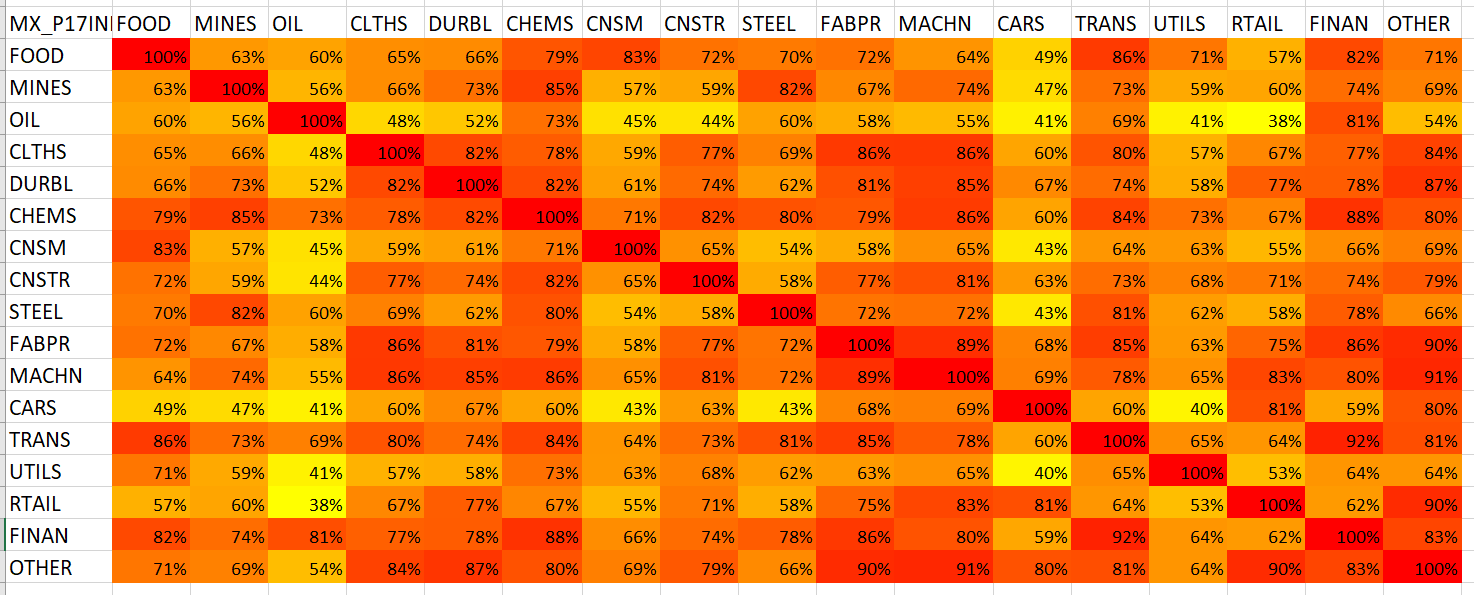 MX_P17INI FOOD MINES OIL CLTHS DURBL CHEMS CNSM CNSTR STEEL FABPR MACHN CARS TRANS UTILS RTAIL FINAN OTHER
FOOD 100% 63% 60% 65% 66% 79% 83% 72% 70% 72% 64% 49% 86% 71% 57% 82% 71%
MINES 63% 100% 56% 66% 73% 85% 57% 59% 82% 67% 74% 47% 73% 59% 60% 74% 69%
OIL 60% 56% 100% 48% 52% 73% 45% 44% 60% 58% 55% 41% 69% 41% 38% 81% 54%
CLTHS 65% 66% 48% 100% 82% 78% 59% 77% 69% 86% 86% 60% 80% 57% 67% 77% 84%
DURBL 66% 73% 52% 82% 100% 82% 61% 74% 62% 81% 85% 67% 74% 58% 77% 78% 87%
CHEMS 79% 85% 73% 78% 82% 100% 71% 82% 80% 79% 86% 60% 84% 73% 67% 88% 80%
CNSM 83% 57% 45% 59% 61% 71% 100% 65% 54% 58% 65% 43% 64% 63% 55% 66% 69%
CNSTR 72% 59% 44% 77% 74% 82% 65% 100% 58% 77% 81% 63% 73% 68% 71% 74% 79%
STEEL 70% 82% 60% 69% 62% 80% 54% 58% 100% 72% 72% 43% 81% 62% 58% 78% 66%
FABPR 72% 67% 58% 86% 81% 79% 58% 77% 72% 100% 89% 68% 85% 63% 75% 86% 90%
MACHN 64% 74% 55% 86% 85% 86% 65% 81% 72% 89% 100% 69% 78% 65% 83% 80% 91%
CARS 49% 47% 41% 60% 67% 60% 43% 63% 43% 68% 69% 100% 60% 40% 81% 59% 80%
TRANS 86% 73% 69% 80% 74% 84% 64% 73% 81% 85% 78% 60% 100% 65% 64% 92% 81%
UTILS 71% 59% 41% 57% 58% 73% 63% 68% 62% 63% 65% 40% 65% 100% 53% 64% 64%
RTAIL 57% 60% 38% 67% 77% 67% 55% 71% 58% 75% 83% 81% 64% 53% 100% 62% 90%
FINAN 82% 74% 81% 77% 78% 88% 66% 74% 78% 86% 80% 59% 92% 64% 62% 100% 83%
OTHER 71% 69% 54% 84% 87% 80% 69% 79% 66% 90% 91% 80% 81% 64% 90% 83% 100%